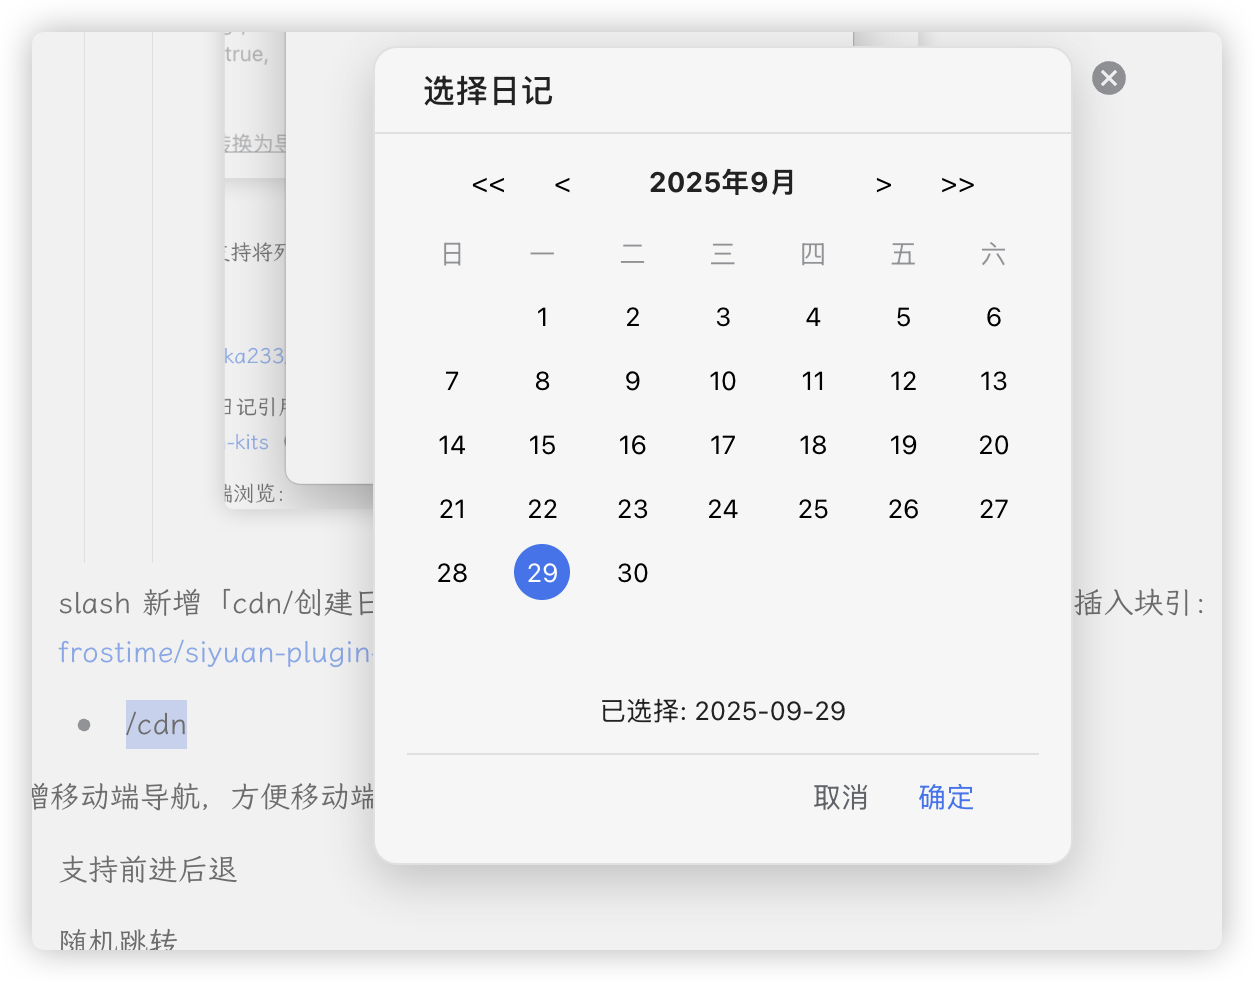 true,
转换为导
选择日记
<< < 2025年9月 > >>
日 一 二 三 四 五 六
1 2 3 4 5 6
7 8 9 10 11 12 13
14 15 16 17 18 19 20
21 22 23 24 25 26 27
28 29 30
已选择: 2025-09-29
取消 确定
支持将列
ka233
日记引用
-kits
端浏览：
slash 新增「cdn/创建日
插入块引：
frostime/siyuan-plugin-
/cdn
增移动端导航，方便移动端
支持前进后退
随机跳转